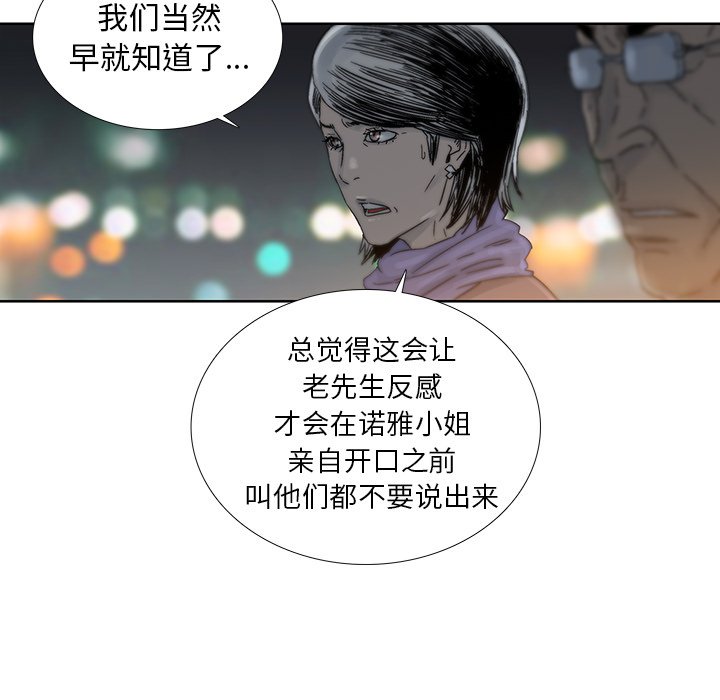 我们当然
早就知道了...
总觉得这会让
老先生反感
才会在诺雅小姐
亲自开口之前
叫他们都不要说出来